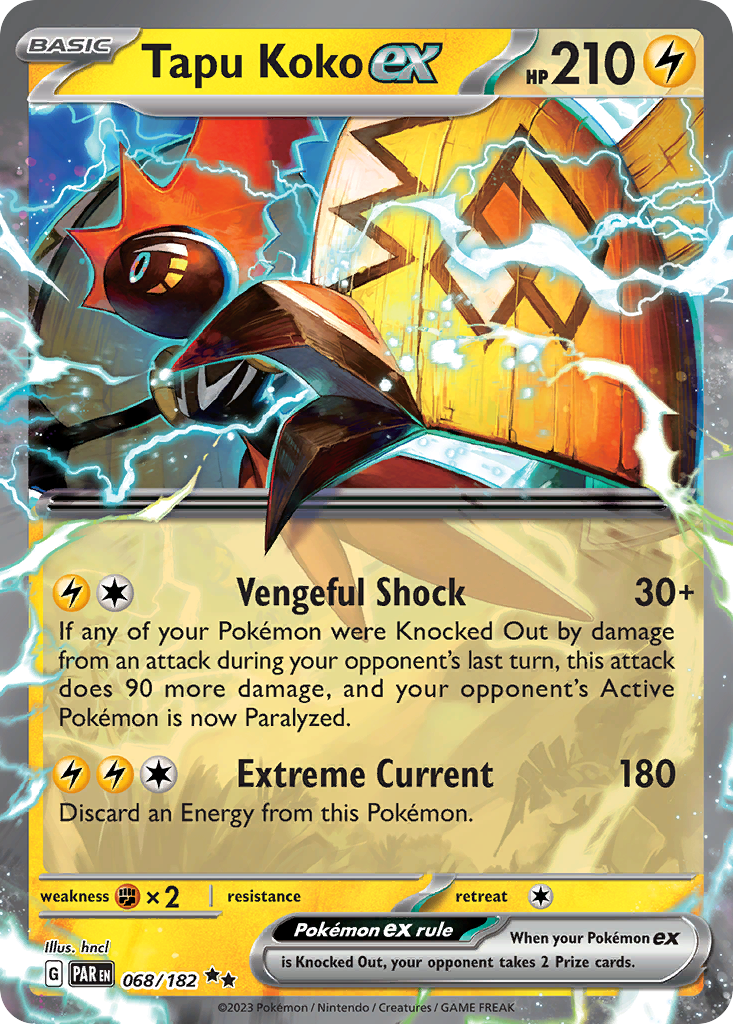 BASIC
Tapu Koko ex HP 210
Vengeful Shock 30+
If any of your Pokémon were Knocked Out by damage
from an attack during your opponent's last turn, this attack
does 90 more damage, and your opponent's Active
Pokémon is now Paralyzed.
Extreme Current 180
Discard an Energy from this Pokémon.
weakness ×2 resistance retreat
Pokémon ex rule
When your Pokémon ex
is Knocked Out, your opponent takes 2 Prize cards.
Illus. hncl
G PAR EN 068/182
©2023 Pokémon / Nintendo / Creatures / GAME FREAK